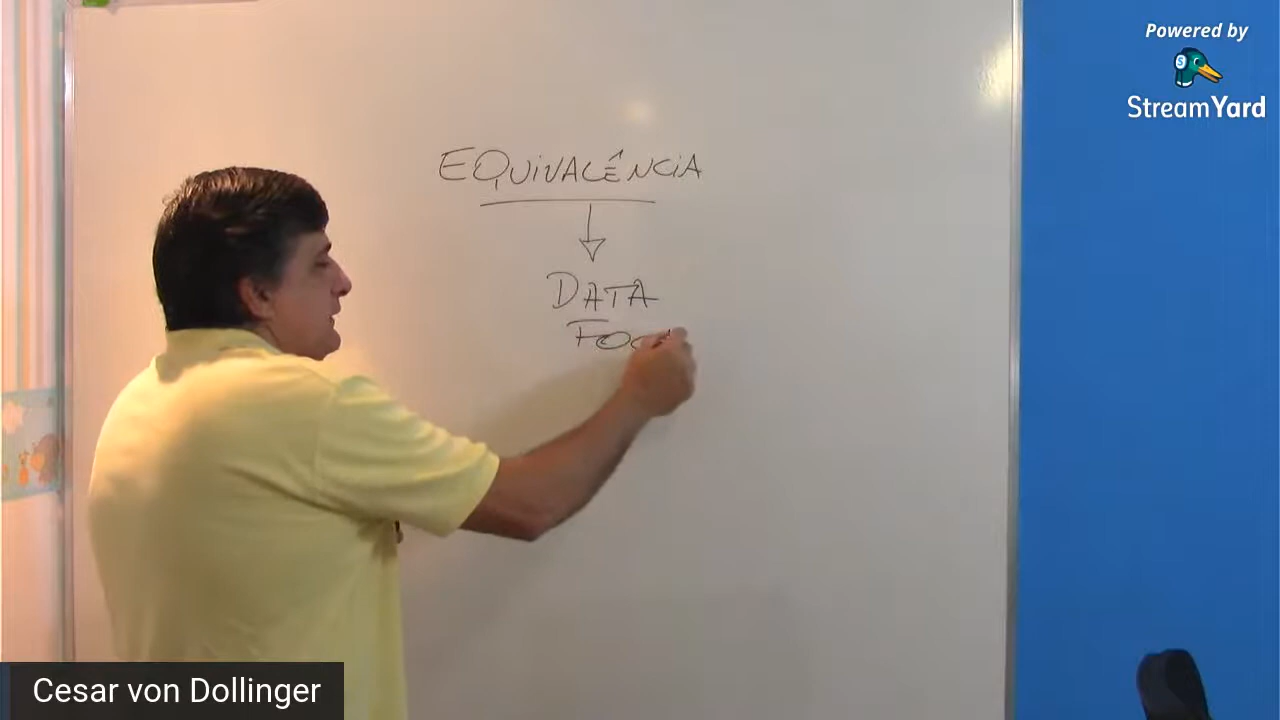 Powered by
StreamYard
EQUiVALÊNCiA
DATA
Cesar von Dollinger